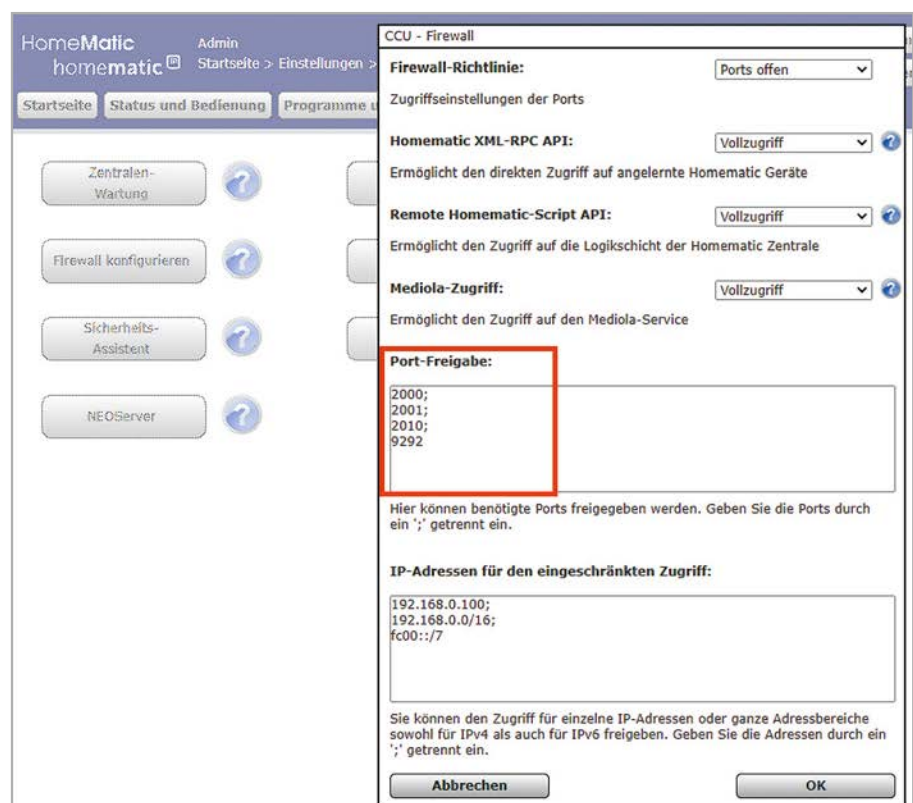 HomeMatic
homematic IP
Admin
Startseite > Einstellungen >
Startseite
Status und Bedienung
Programme u
Zentralen-
Wartung
Firewall konfigurieren
Sicherheits-
Assistent
NEOServer
CCU - Firewall
Firewall-Richtlinie:
Ports offen
Zugriffseinstellungen der Ports
Homematic XML-RPC API:
Vollzugriff
Ermöglicht den direkten Zugriff auf angelernte Homematic Geräte
Remote Homematic-Script API:
Vollzugriff
Ermöglicht den Zugriff auf die Logikschicht der Homematic Zentrale
Mediola-Zugriff:
Vollzugriff
Ermöglicht den Zugriff auf den Mediola-Service
Port-Freigabe:
2000;
2001;
2010;
9292
Hier können benötigte Ports freigegeben werden. Geben Sie die Ports durch
ein ';' getrennt ein.
IP-Adressen für den eingeschränkten Zugriff:
192.168.0.100;
192.168.0.0/16;
fc00::/7
Sie können den Zugriff für einzelne IP-Adressen oder ganze Adressbereiche
sowohl für IPv4 als auch für IPv6 freigeben. Geben Sie die Adressen durch ein
';' getrennt ein.
Abbrechen
OK